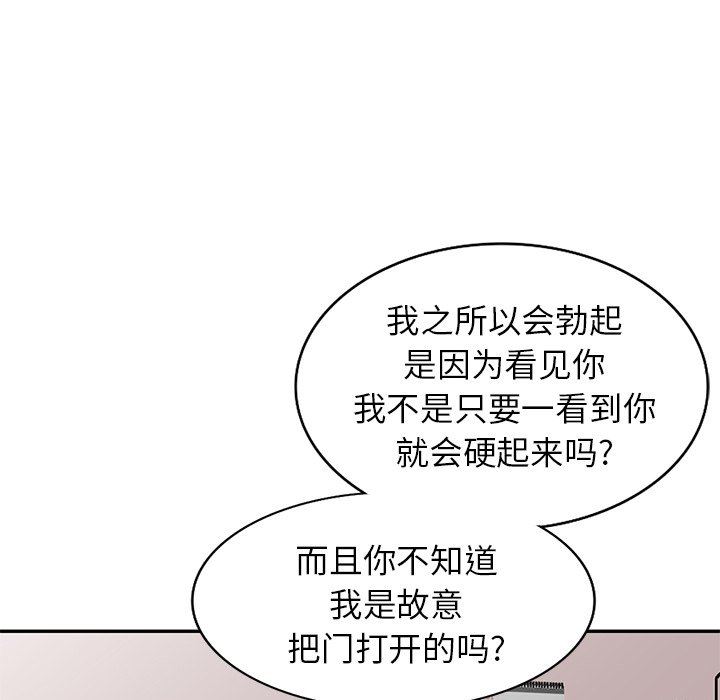 我之所以会勃起
是因为看见你
我不是只要一看到你
就会硬起来吗?
而且你不知道
我是故意
把门打开的吗?